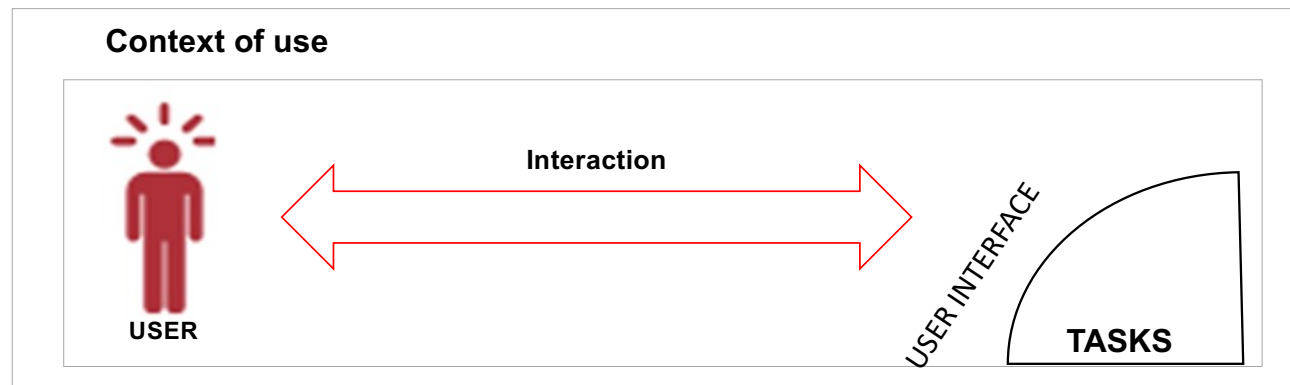 Context of use
Interaction
USER
USER INTERFACE
TASKS